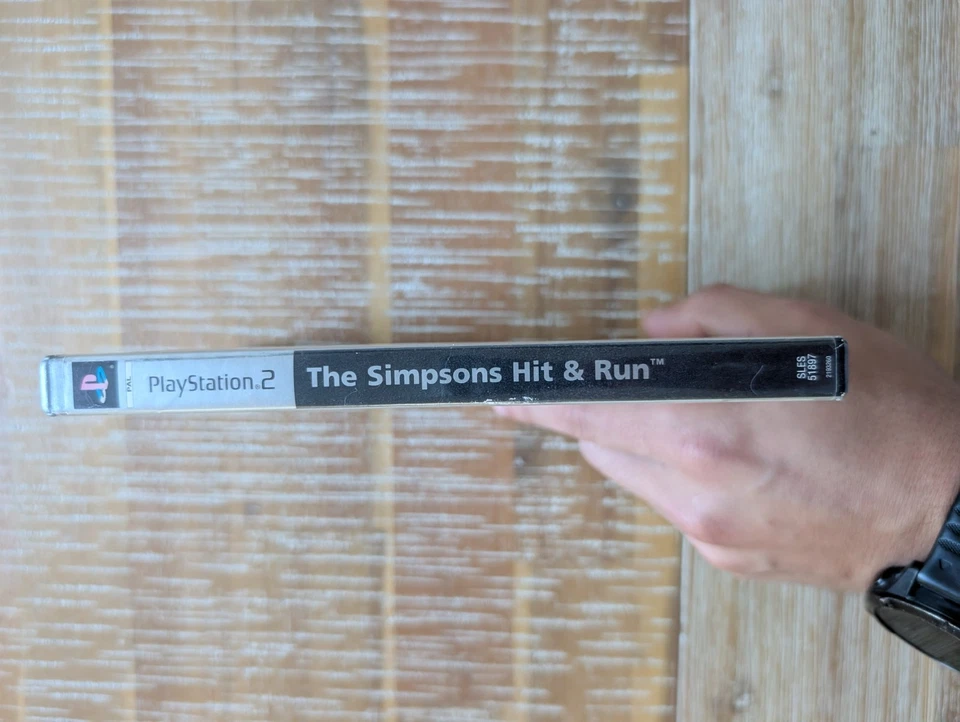 PAL
PlayStation®2
The Simpsons Hit & Run™
SLES
51897